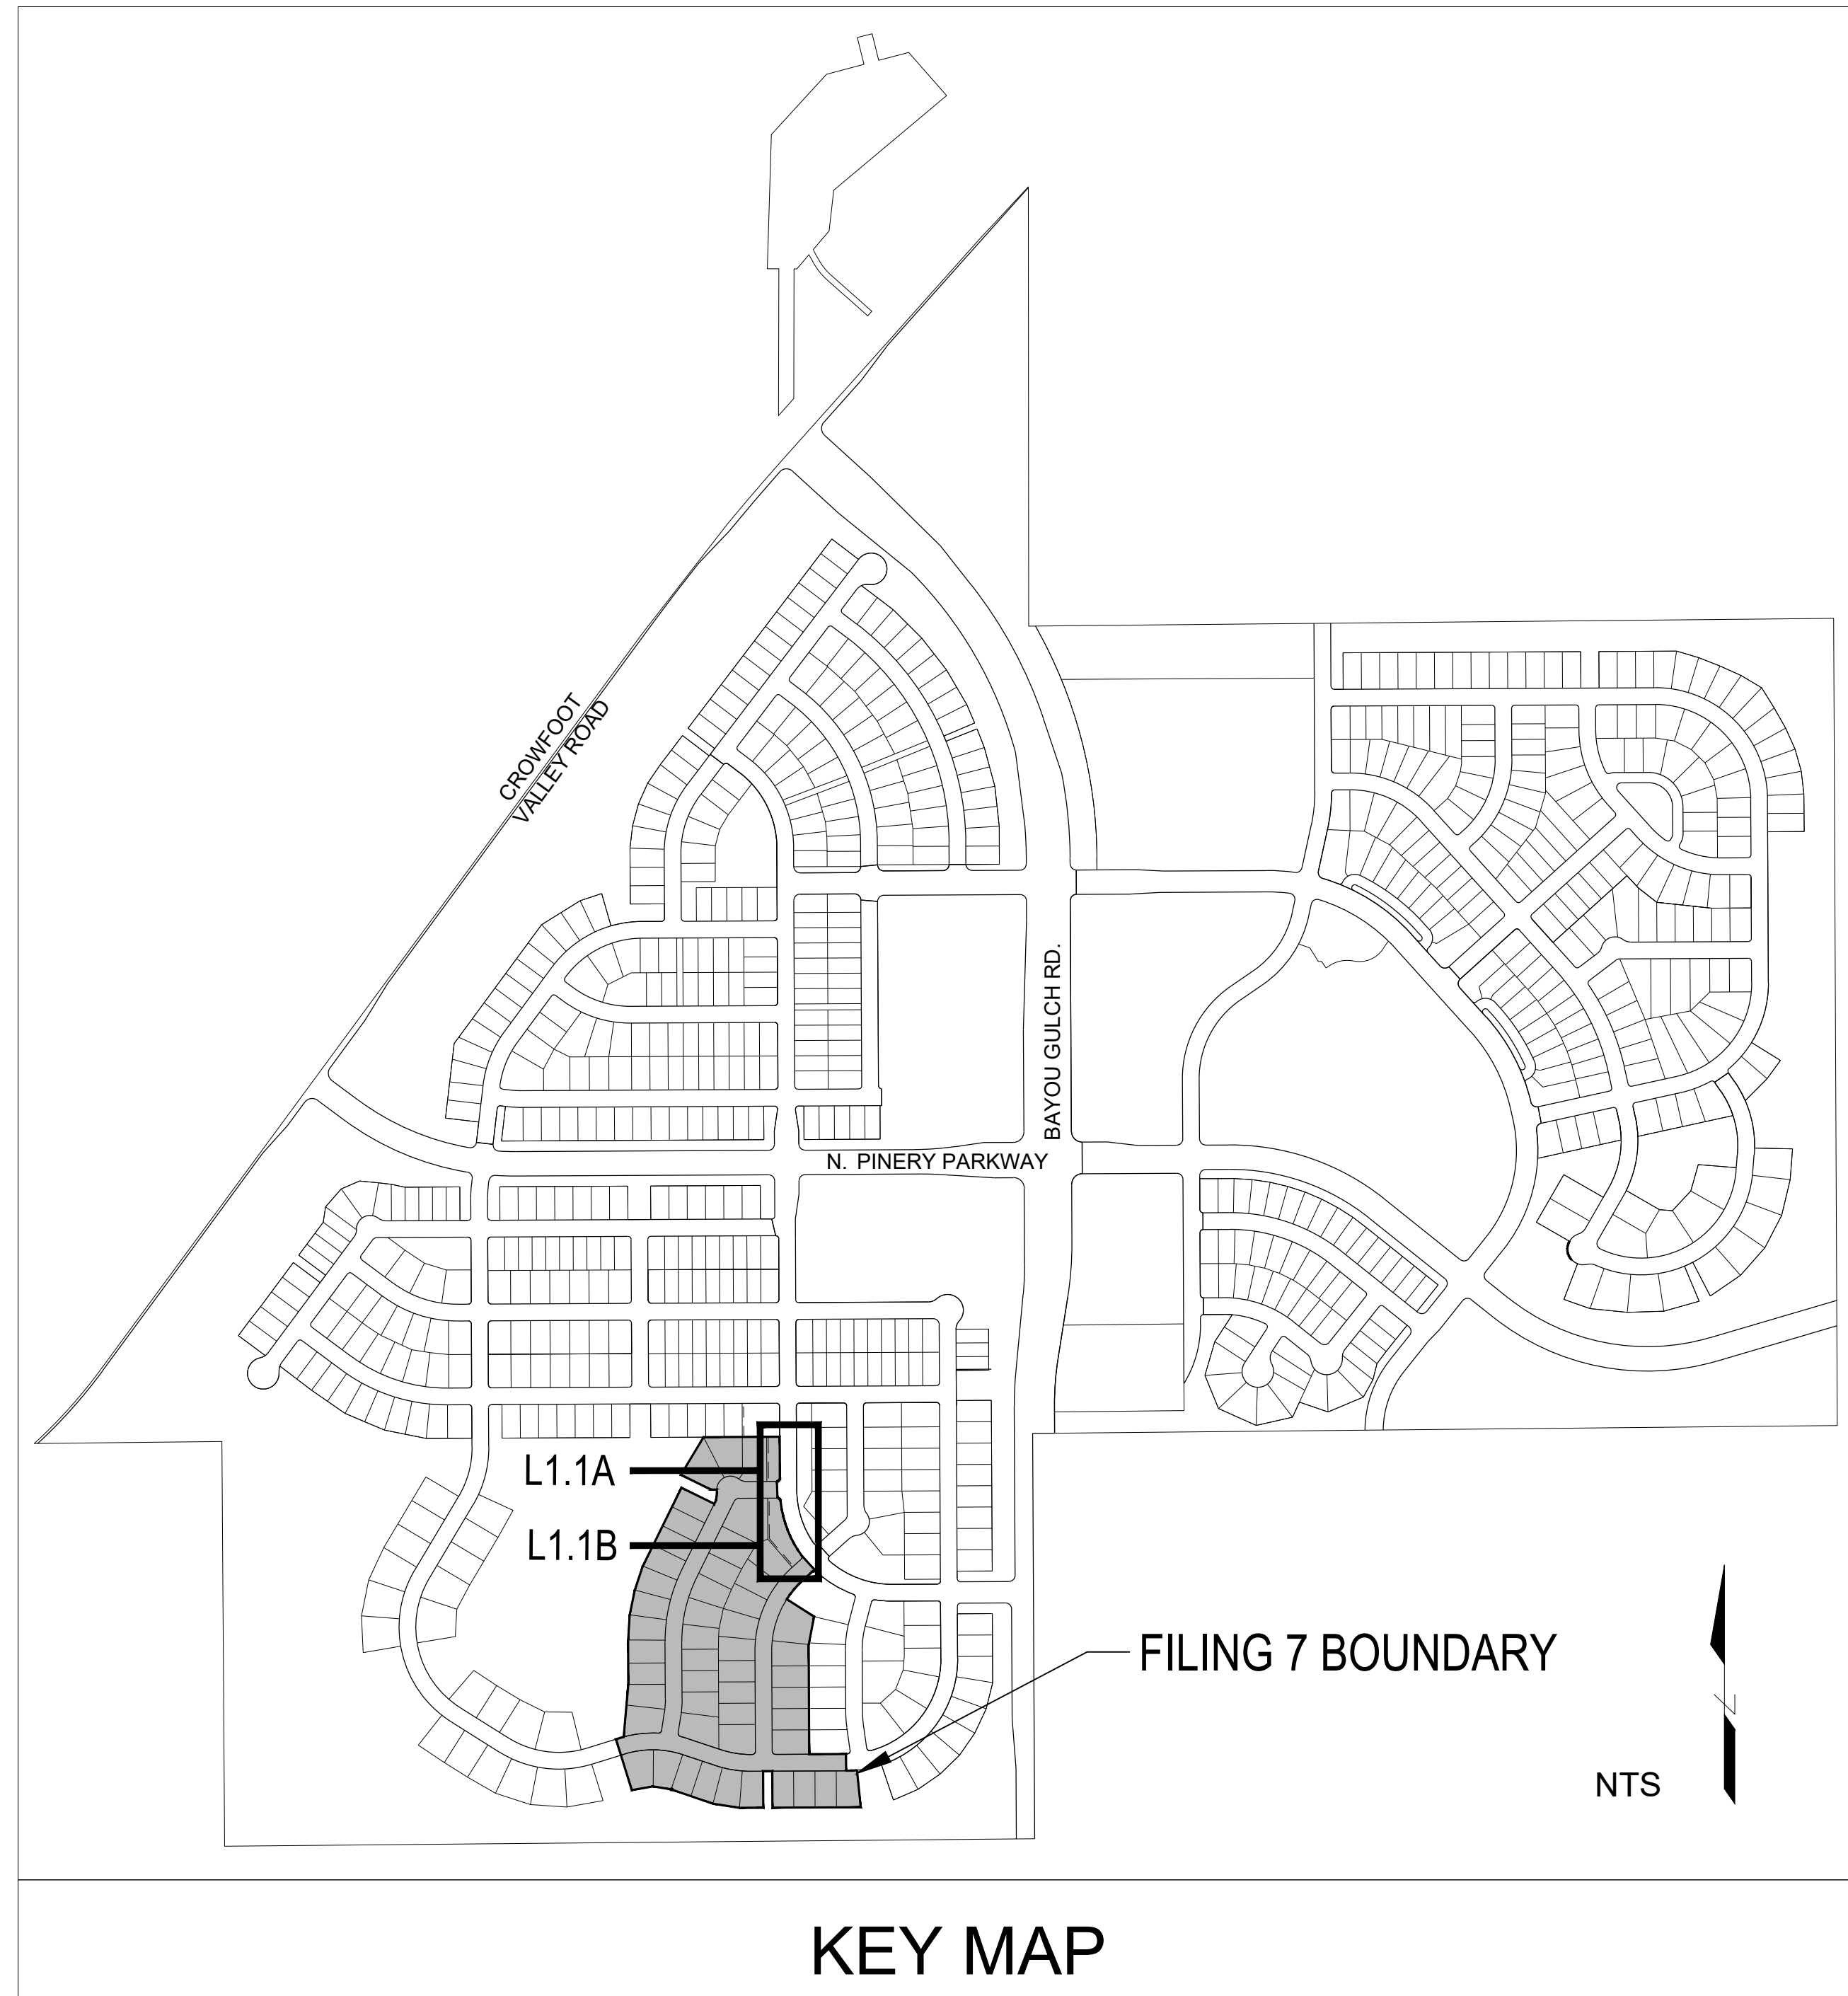 CROWFOOT
VALLEY ROAD
BAYOU GULCH RD.
N. PINERY PARKWAY
L1.1A
L1.1B
FILING 7 BOUNDARY
NTS
KEY MAP